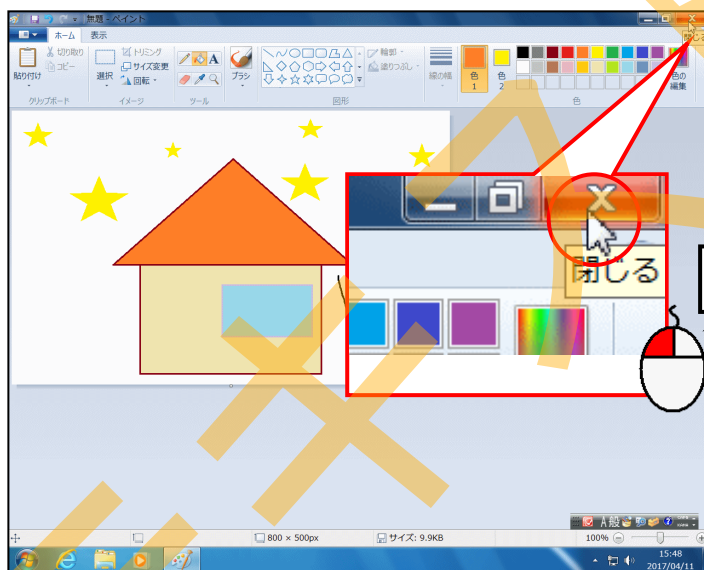 無題 - ペイント
ホーム 表示
貼り付け 切り取り コピー
選択 トリミング サイズ変更 回転
A
ブラシ
輪郭
塗りつぶし
線の幅
色 1
色 2
色の編集
クリップボード イメージ ツール 図形 色
閉じる
閉じる
A 般
800 × 500px サイズ: 9.9KB 100%
15:48
2017/04/11